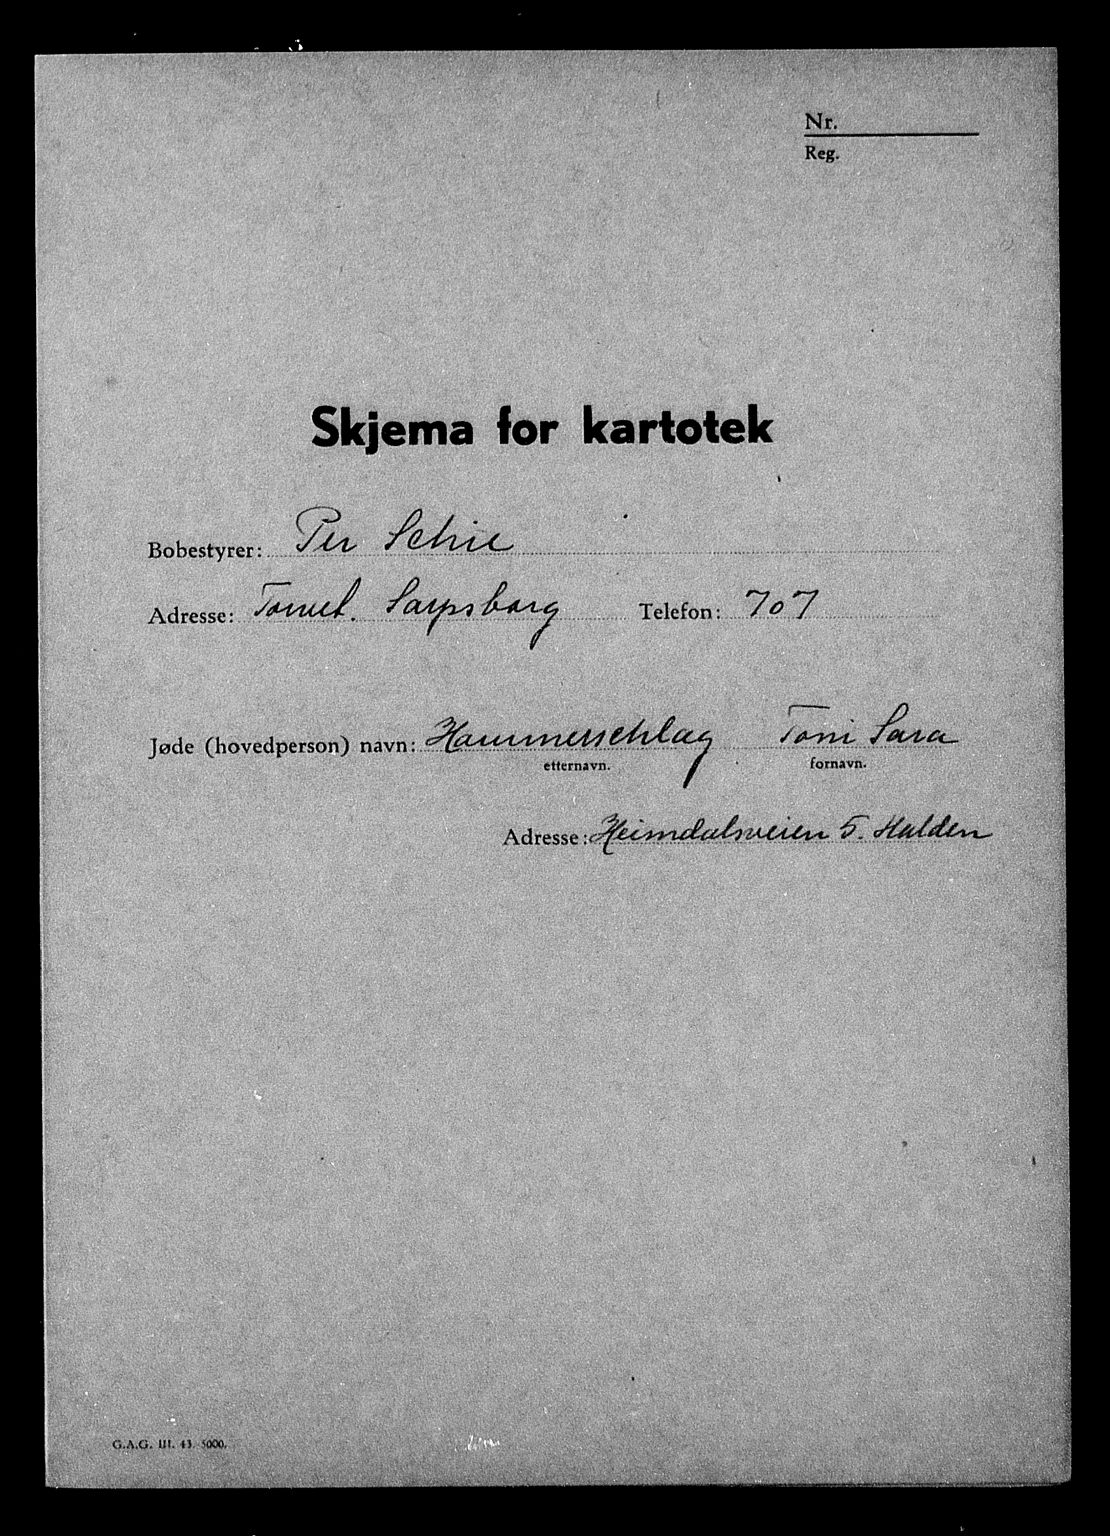 Nr.
Reg.
Skjema for kartotek
Bobestyrer: Per Schie
Adresse: Torvet. Sarpsborg Telefon: 707
Jøde (hovedperson) navn: Hammerschlag Toni Sara
etternavn. fornavn.
Adresse: Heimdalsveien 5. Halden
G.A.G. III. 43. 5000.